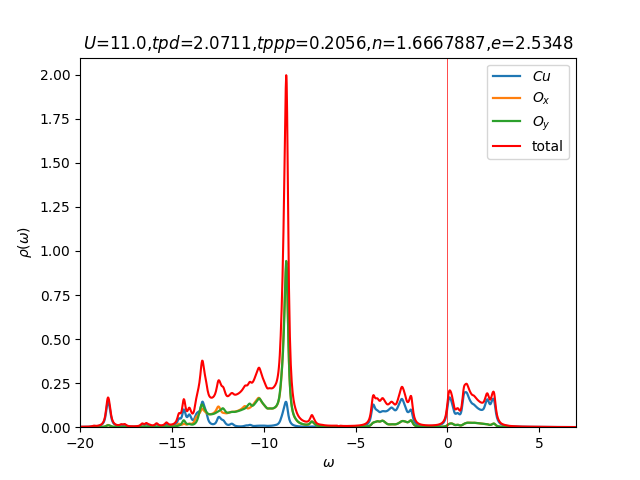 U=11.0,tpd=2.0711,tppp=0.2056,n=1.6667887,e=2.5348
2.00
1.75
1.50
1.25
1.00
0.75
0.50
0.25
0.00
ρ(ω)
Cu
O_x
O_y
total
−20
−15
−10
−5
0
5
ω